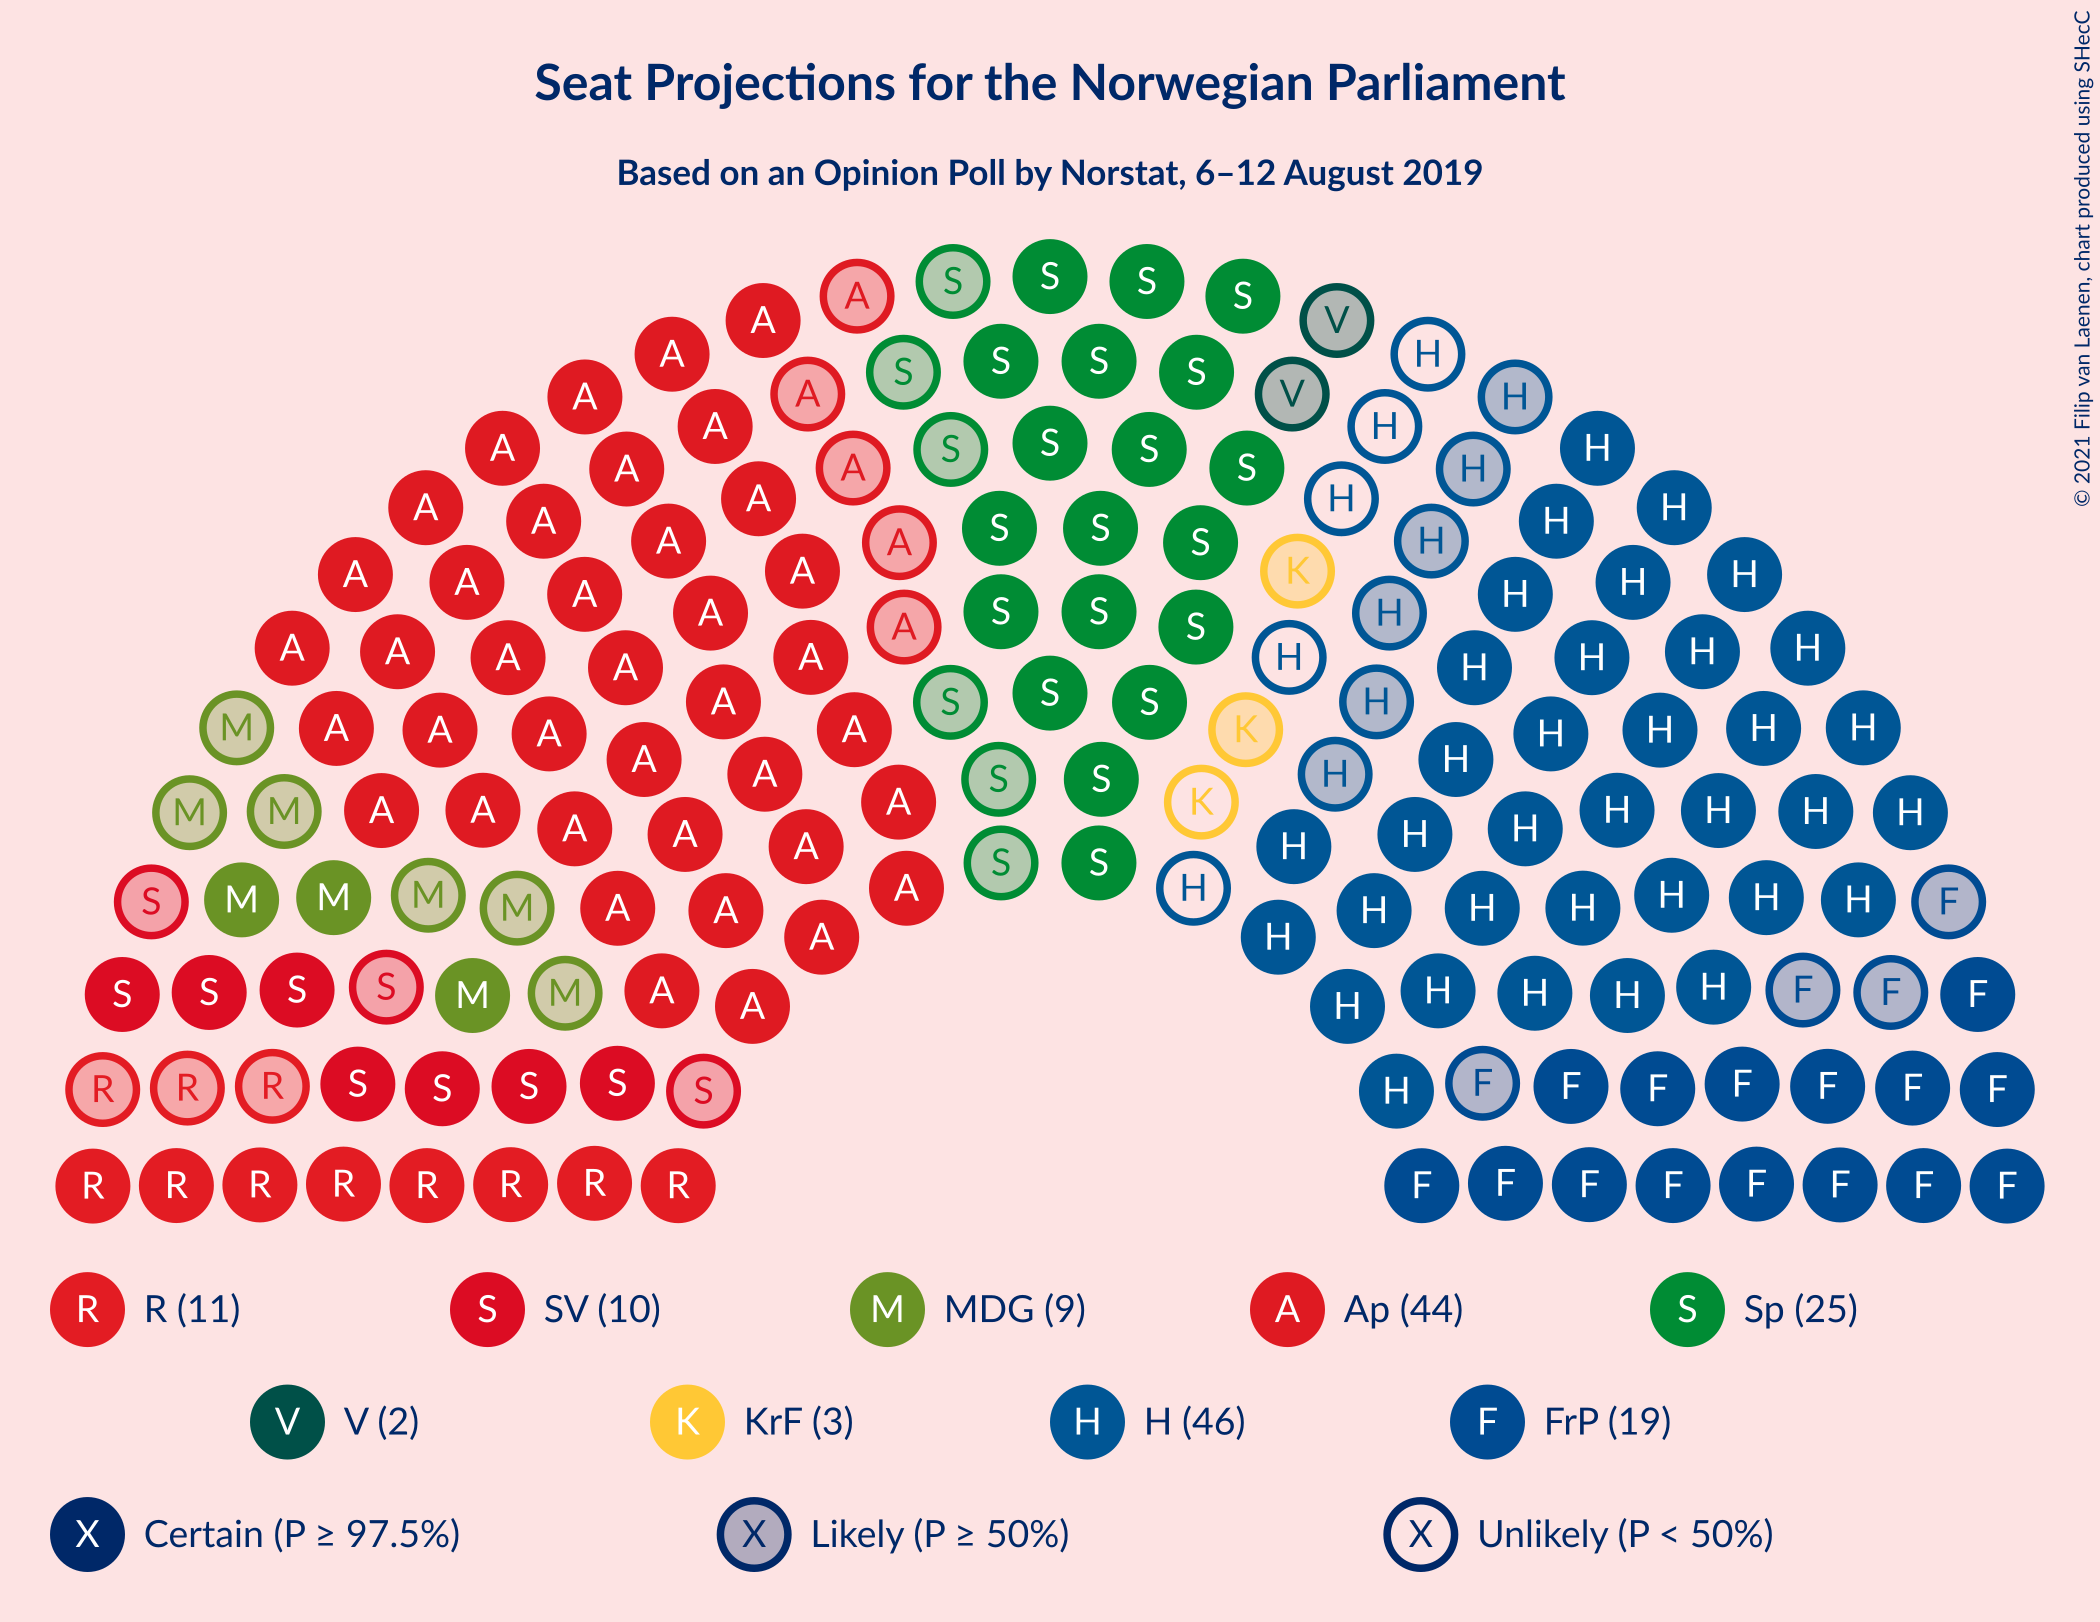 Seat Projections for the Norwegian Parliament
Based on an Opinion Poll by Norstat, 6–12 August 2019
© 2021 Filip van Laenen, chart produced using SHecC
A S S S S V
A H
A S S S S V H
A A H
A A S S S S H H H
A A A H
A A A S S S H H H
A A A K H
A A A A S S S H H H
A A A H H H
A A A A S S S H H H H
M A A A A K H H H H
M M A A A A A S S K H H H H H H H
S M M M M A A A A S S H H H H H H H H F
S S S S M M A A A H H H H H H F F F
R R R S S S S S H F F F F F F F
R R R R R R R R F F F F F F F F
R R (11) S SV (10) M MDG (9) A Ap (44) S Sp (25)
V V (2) K KrF (3) H H (46) F FrP (19)
X Certain (P ≥ 97.5%) X Likely (P ≥ 50%) X Unlikely (P < 50%)